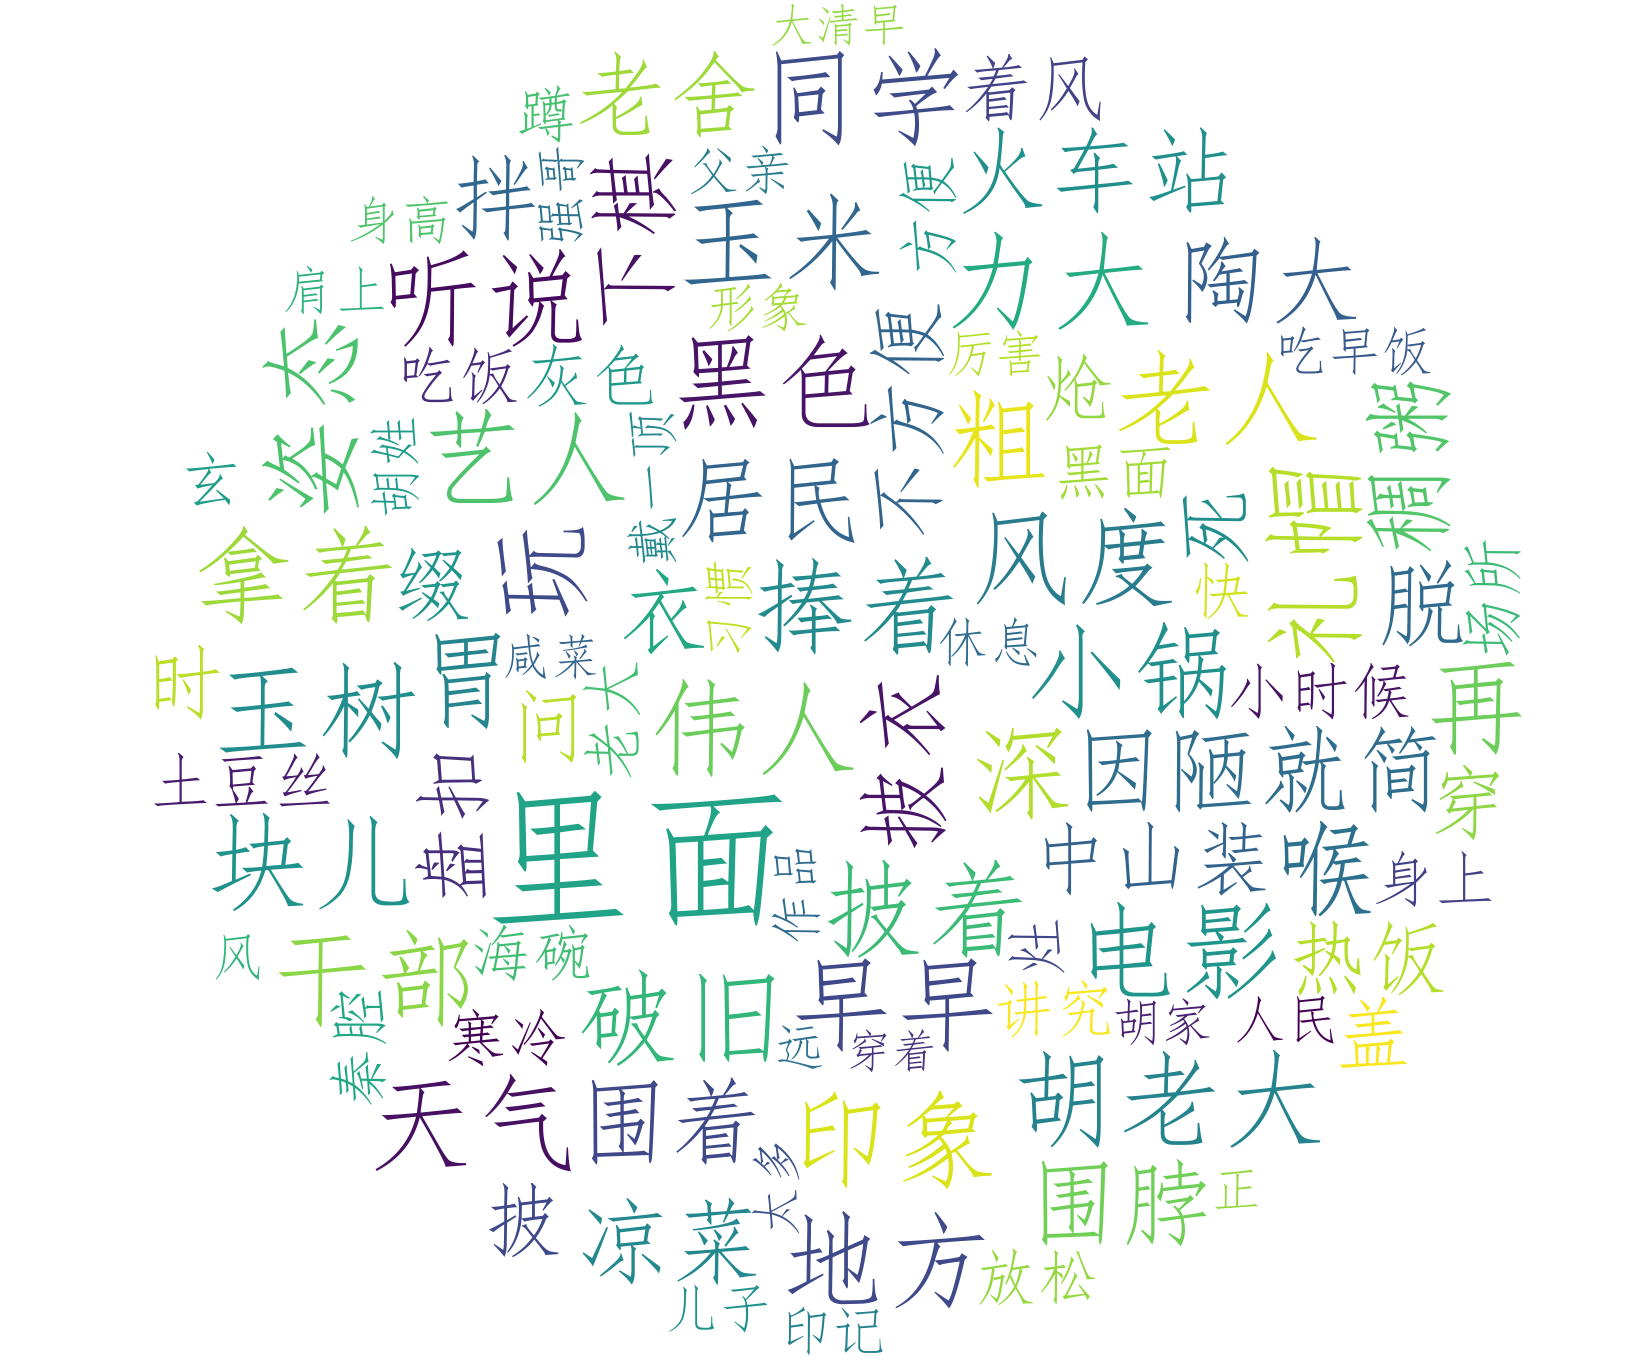 大清早
老舍
同学
着风
蹲
火车站
拌
强哥
楦
父亲
方便
身高
玉米
力大
陶大
听说
下
肩上
形象
不方便
厉害
吃早饭
姿态
吃饭
灰色
黑色
炝
老人
稠粥
胡姓
艺人
戴一顶
粗
黑面
礼帽
玄
居民
风度
死
拿着
缀
玩
衣
习惯
捧着
快
脱
场所
时
玉树
胃
咸菜
休息
小锅
小时候
再
问
老大
伟人
拨衣
深
因陋就简
穿
土豆丝
盘扣
里面
块儿
作品
披着
中山装
喉
身上
风
干部
海碗
灶
电影
热饭
秦腔
寒冷
破旧
早早
远
穿着
讲究
胡家
人民
盖
天气
围着
印象
胡老大
太多
围脖
正
披
凉菜
地方
放松
儿子
印记